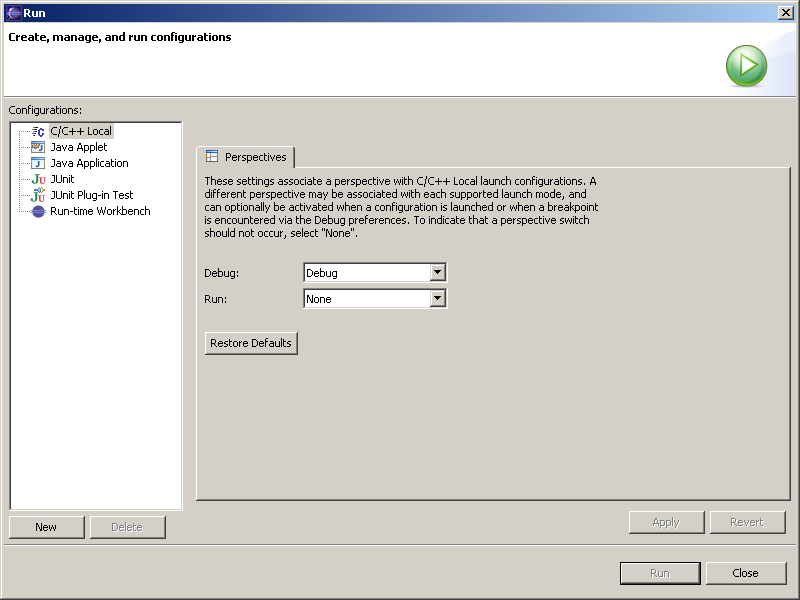 Run
Create, manage, and run configurations
Configurations:
C/C++ Local
Java Applet
Java Application
JUnit
JUnit Plug-in Test
Run-time Workbench
Perspectives
These settings associate a perspective with C/C++ Local launch configurations. A
different perspective may be associated with each supported launch mode, and
can optionally be activated when a configuration is launched or when a breakpoint
is encountered via the Debug preferences. To indicate that a perspective switch
should not occur, select "None".
Debug: Debug
Run: None
Restore Defaults
New Delete
Apply Revert
Run Close